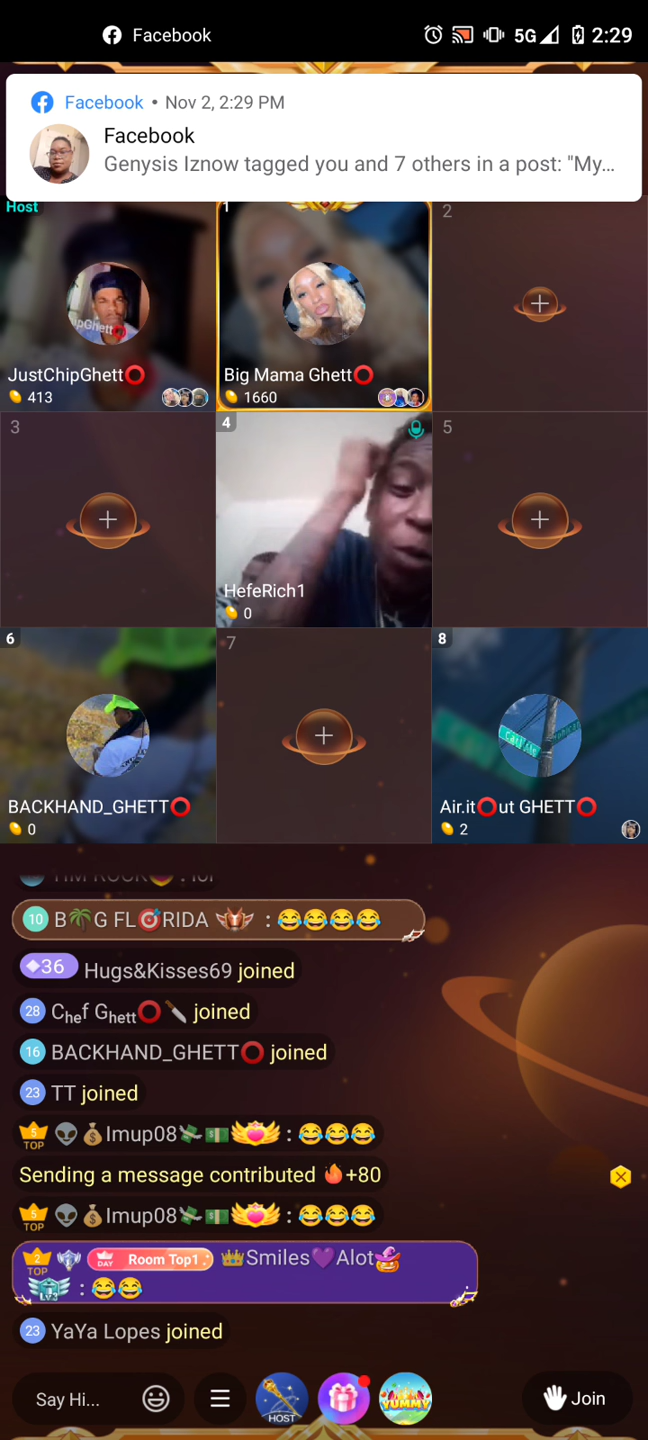 Facebook
5G 2:29
Facebook • Nov 2, 2:29 PM
Facebook
Genysis Iznow tagged you and 7 others in a post: "My...
Host
1
2
JustChipGhett⭕
413
Big Mama Ghett⭕
1660
3
4
5
HefeRich1
0
6
7
8
BACKHAND_GHETT⭕
0
Air.it⭕ut GHETT⭕
2
10 B🌴G FL🎯RIDA : 😂😂😂😂
36 Hugs&Kisses69 joined
28 Chef Ghett⭕🔪 joined
16 BACKHAND_GHETT⭕ joined
23 TT joined
5 TOP 👽💰Imup08💸💵 : 😂😂😂
Sending a message contributed 🔥+80
5 TOP 👽💰Imup08💸💵 : 😂😂😂
2 TOP DAY Room Top1 👑Smiles💜Alot
Lv3 : 😂😂
23 YaYa Lopes joined
Say Hi... HOST YUMMY Join